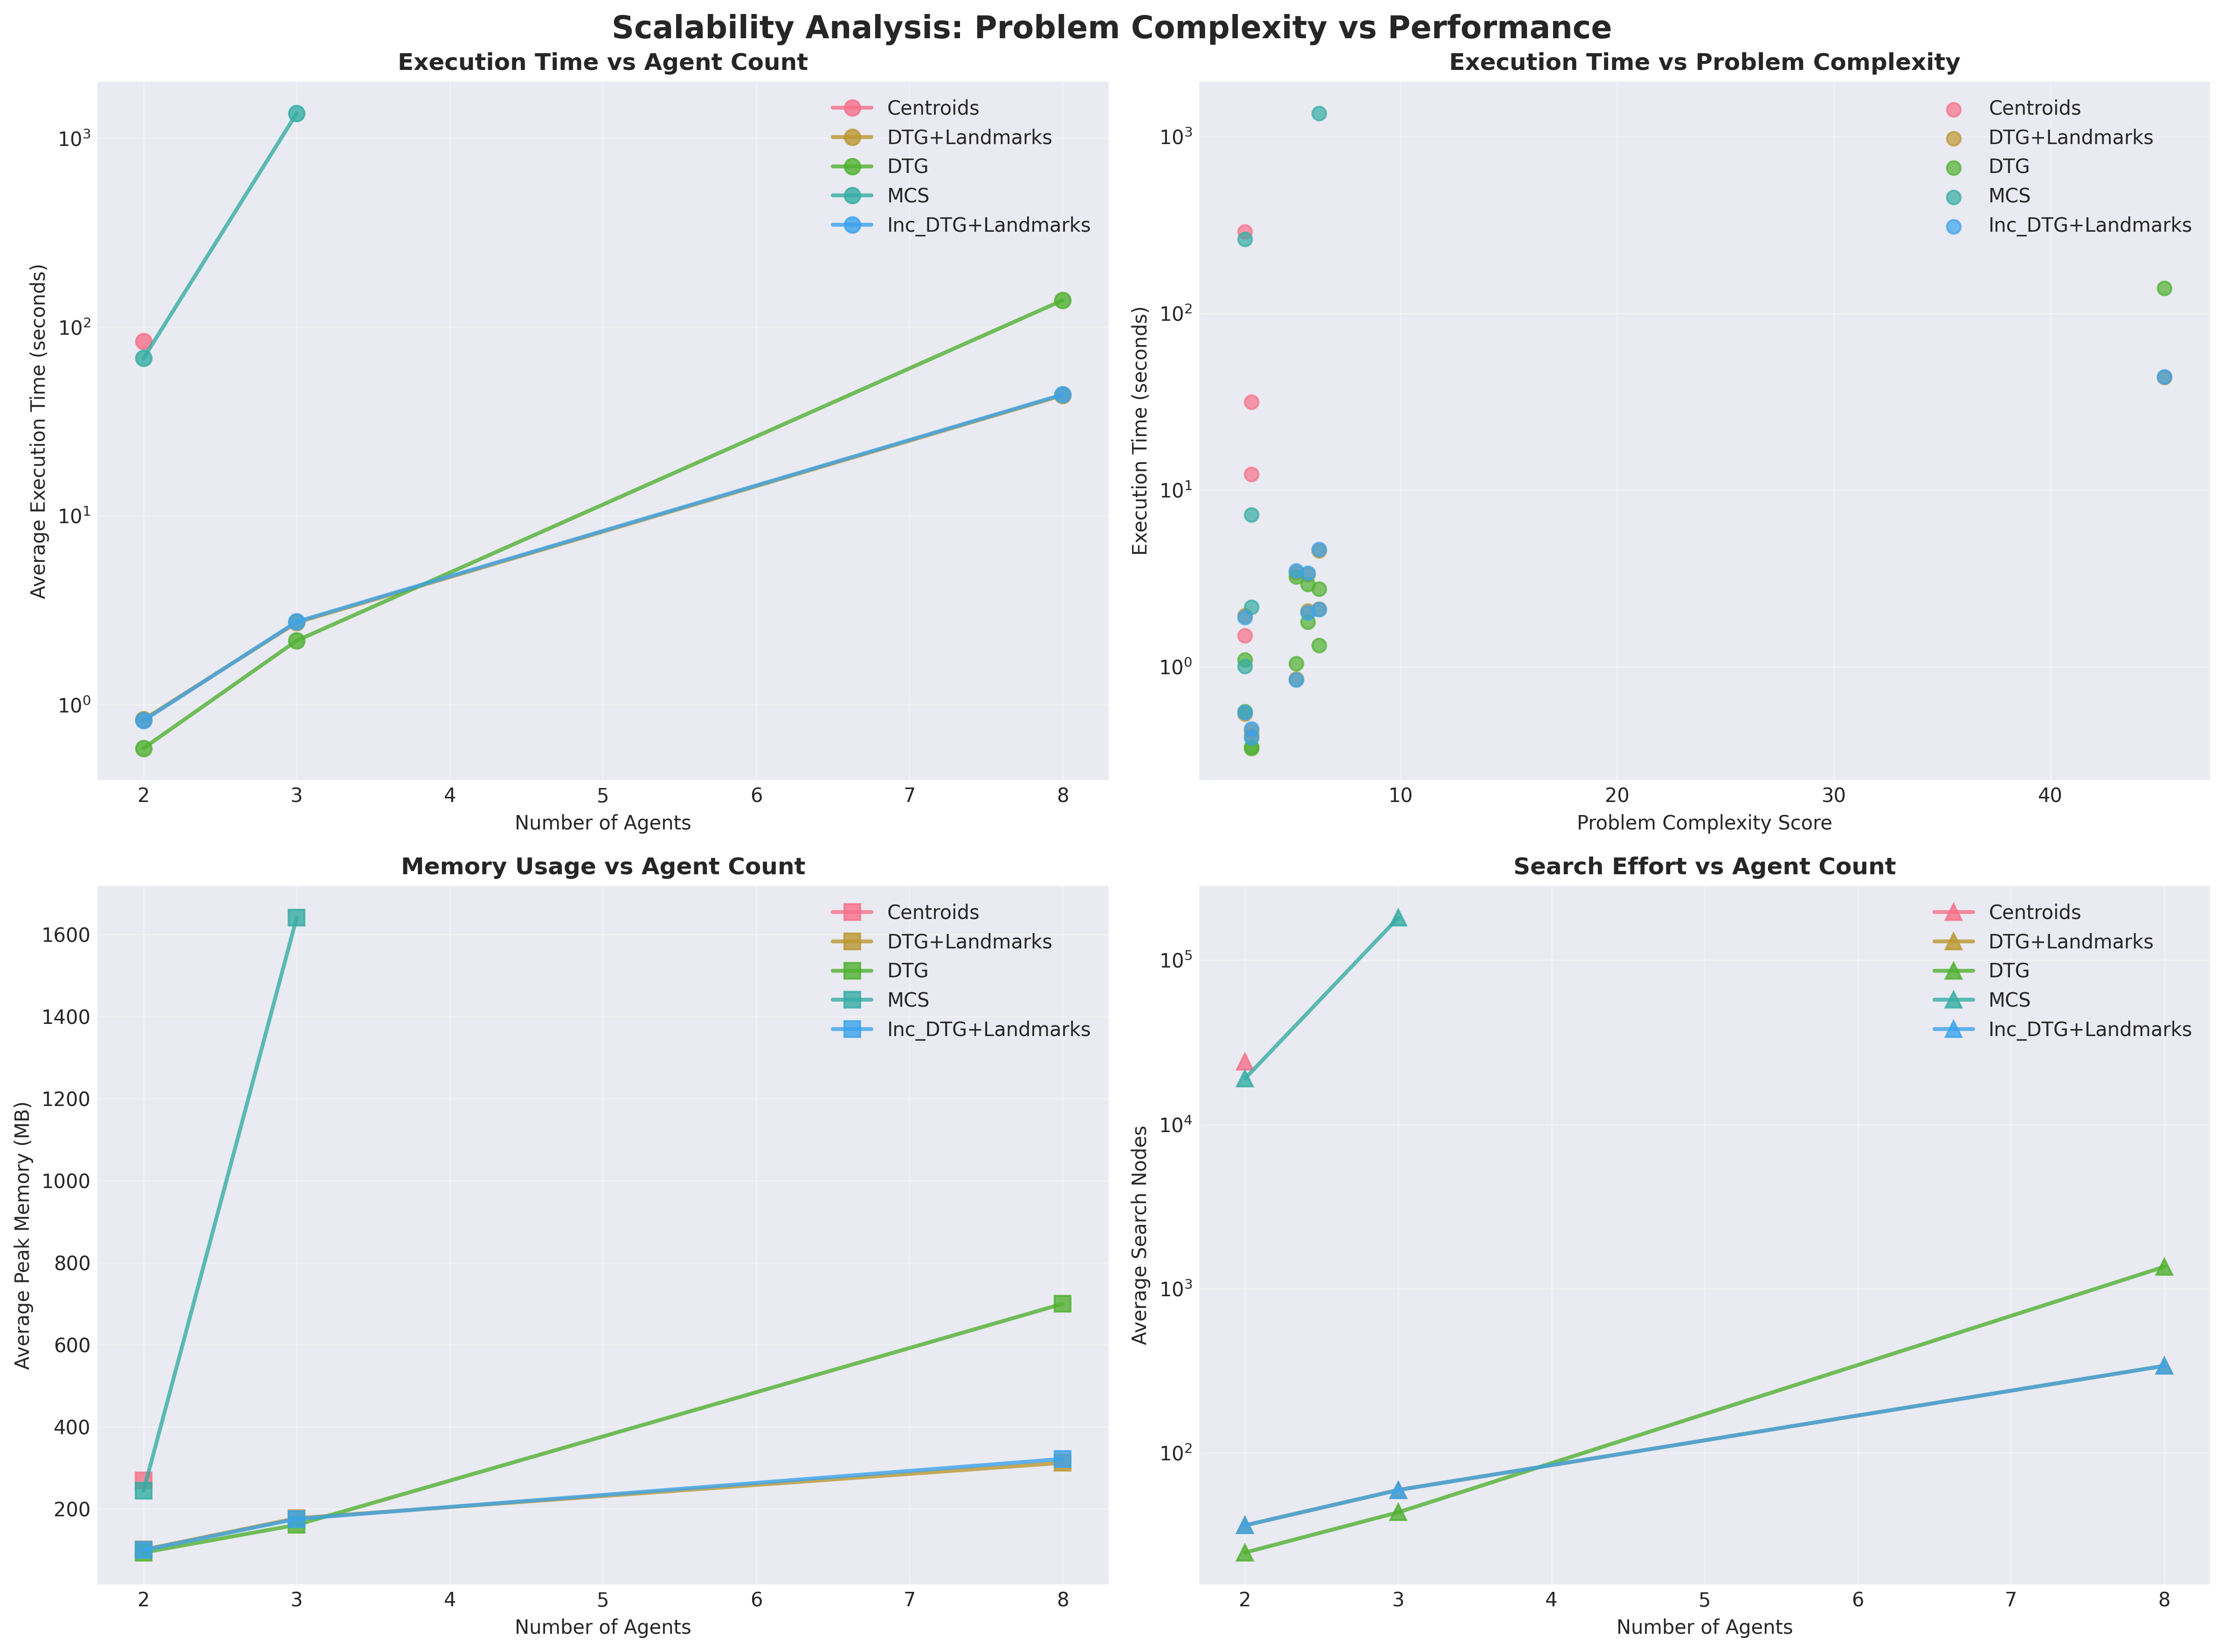 Scalability Analysis: Problem Complexity vs Performance
Execution Time vs Agent Count
Average Execution Time (seconds)
10³
10²
10¹
10⁰
Centroids
DTG+Landmarks
DTG
MCS
Inc_DTG+Landmarks
2 3 4 5 6 7 8
Number of Agents
Execution Time vs Problem Complexity
Execution Time (seconds)
10³
10²
10¹
10⁰
Centroids
DTG+Landmarks
DTG
MCS
Inc_DTG+Landmarks
10 20 30 40
Problem Complexity Score
Memory Usage vs Agent Count
Average Peak Memory (MB)
1600
1400
1200
1000
800
600
400
200
Centroids
DTG+Landmarks
DTG
MCS
Inc_DTG+Landmarks
2 3 4 5 6 7 8
Number of Agents
Search Effort vs Agent Count
Average Search Nodes
10⁵
10⁴
10³
10²
Centroids
DTG+Landmarks
DTG
MCS
Inc_DTG+Landmarks
2 3 4 5 6 7 8
Number of Agents